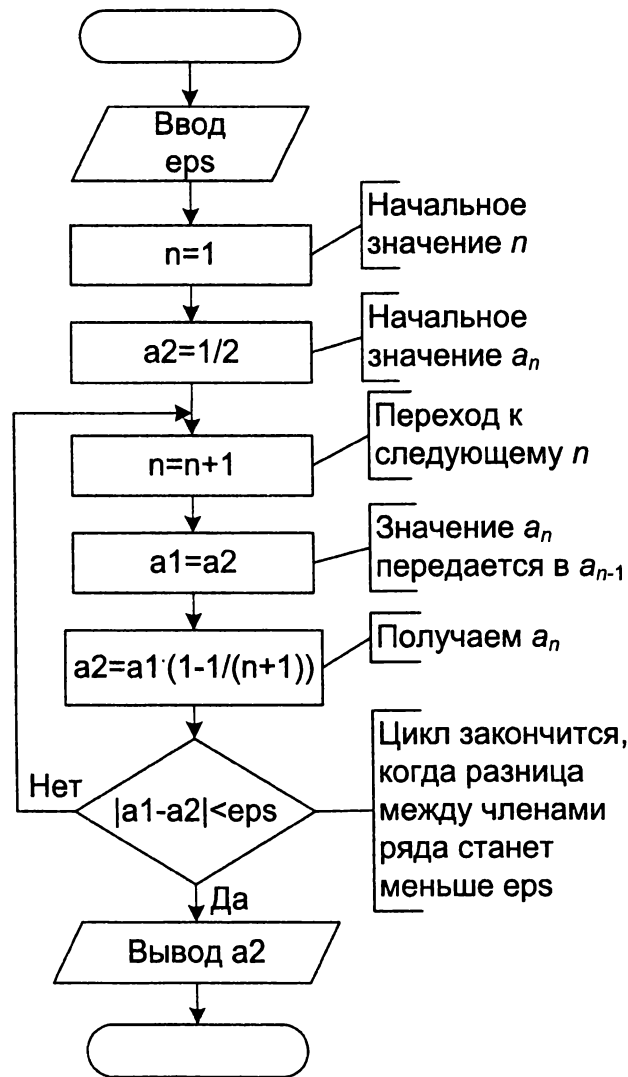 Ввод
eps
n=1
Начальное
значение n
a2=1/2
Начальное
значение aₙ
n=n+1
Переход к
следующему n
a1=a2
Значение aₙ
передается в aₙ₋₁
a2=a1·(1-1/(n+1))
Получаем aₙ
Нет
|a1-a2|<eps
Цикл закончится,
когда разница
между членами
ряда станет
меньше eps
Да
Вывод a2